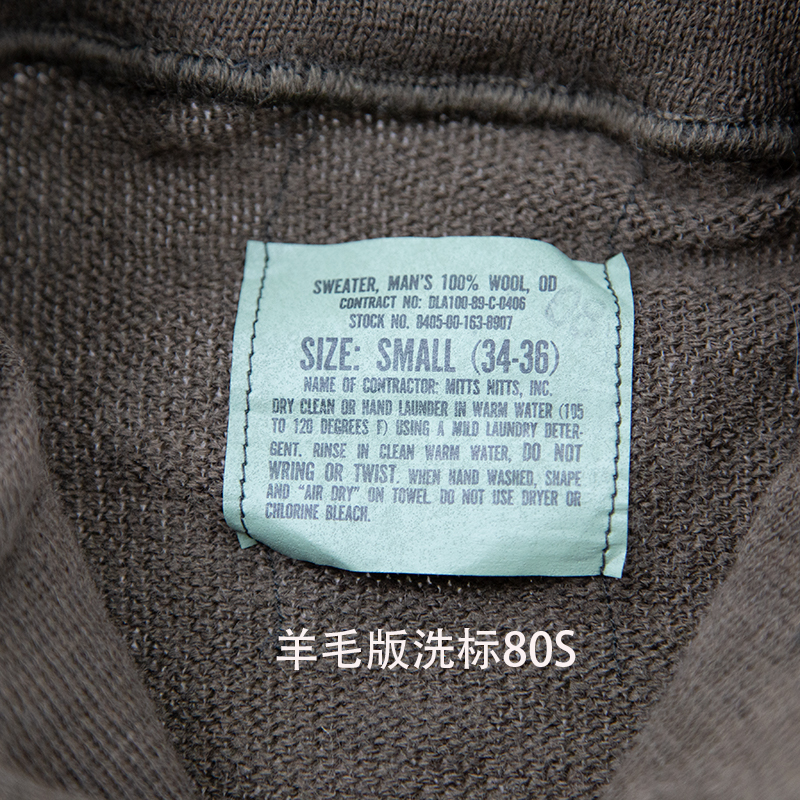 SWEATER, MAN'S 100% WOOL, OD
CONTRACT NO: DLA100-89-C-0406
STOCK NO. 8405-00-163-8907
SIZE: SMALL (34-36)
NAME OF CONTRACTOR: MITTS NITTS, INC.
DRY CLEAN OR HAND LAUNDER IN WARM WATER (105
TO 120 DEGREES F) USING A MILD LAUNDRY DETER-
GENT. RINSE IN CLEAN WARM WATER, DO NOT
WRING OR TWIST. WHEN HAND WASHED, SHAPE
AND "AIR DRY" ON TOWEL. DO NOT USE DRYER OR
CHLORINE BLEACH.
羊毛版洗标80S